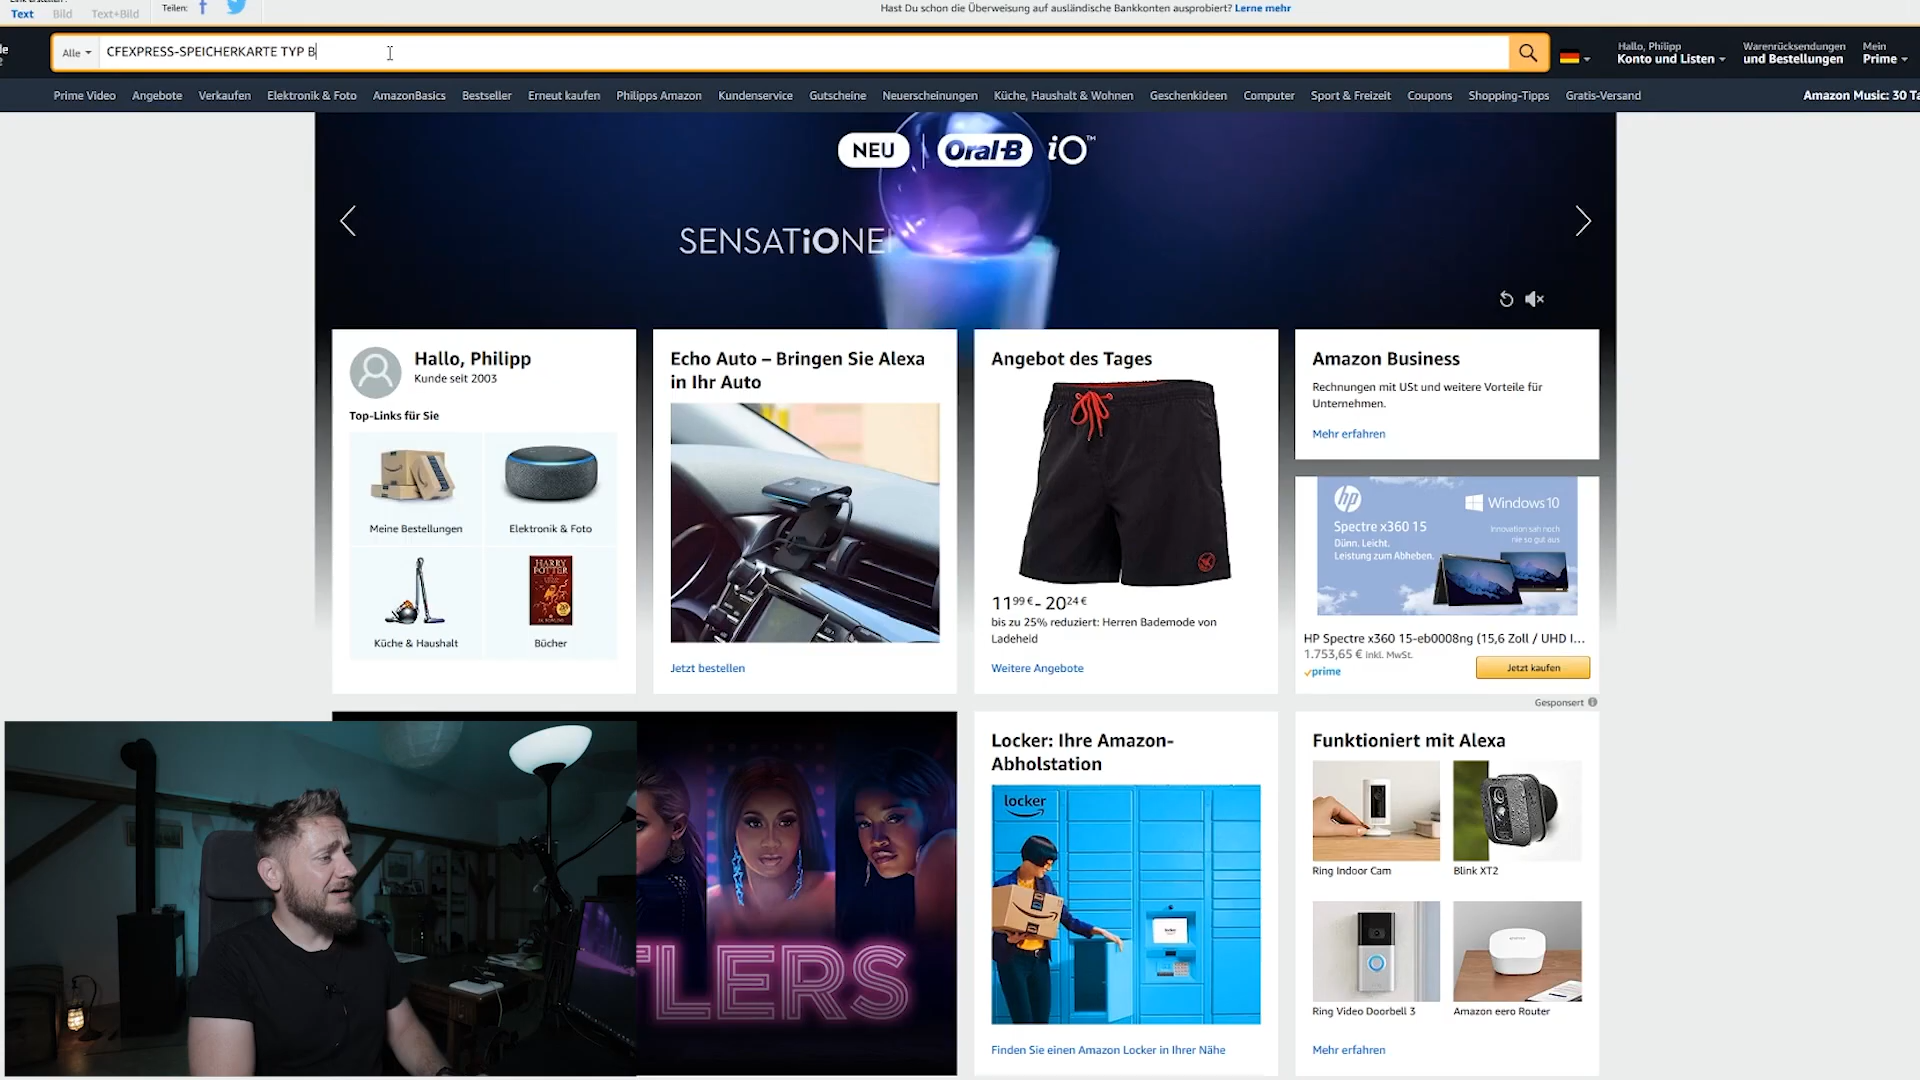 Text
Bild
Text+Bild
Teilen:
Hast Du schon die Überweisung auf ausländische Bankkonten ausprobiert? Lerne mehr
Alle
CFEXPRESS-SPEICHERKARTE TYP B
Hallo, Philipp
Konto und Listen
Warenrücksendungen
und Bestellungen
Mein
Prime
Prime Video
Angebote
Verkaufen
Elektronik & Foto
AmazonBasics
Bestseller
Erneut kaufen
Philipps Amazon
Kundenservice
Gutscheine
Neuerscheinungen
Küche, Haushalt & Wohnen
Geschenkideen
Computer
Sport & Freizeit
Coupons
Shopping-Tipps
Gratis-Versand
Amazon Music: 30 Ta
NEU
Oral-B
iO™
SENSATiONE
Hallo, Philipp
Kunde seit 2003
Top-Links für Sie
Meine Bestellungen
Elektronik & Foto
HARRY
POTTER
Küche & Haushalt
Bücher
Echo Auto – Bringen Sie Alexa
in Ihr Auto
Jetzt bestellen
Angebot des Tages
11⁹⁹€ - 20²⁴€
bis zu 25% reduziert: Herren Bademode von
Ladeheid
Weitere Angebote
Amazon Business
Rechnungen mit USt und weitere Vorteile für
Unternehmen.
Mehr erfahren
hp
Windows 10
Spectre x360 15
Dünn. Leicht.
Leistung zum Abheben.
Innovation sah noch
nie so gut aus
HP Spectre x360 15-eb0008ng (15,6 Zoll / UHD I...
1.753,65 € inkl. MwSt.
prime
Jetzt kaufen
Gesponsert
TLERS
Locker: Ihre Amazon-
Abholstation
locker
Finden Sie einen Amazon Locker in Ihrer Nähe
Funktioniert mit Alexa
Ring Indoor Cam
Blink XT2
Ring Video Doorbell 3
Amazon eero Router
Mehr erfahren